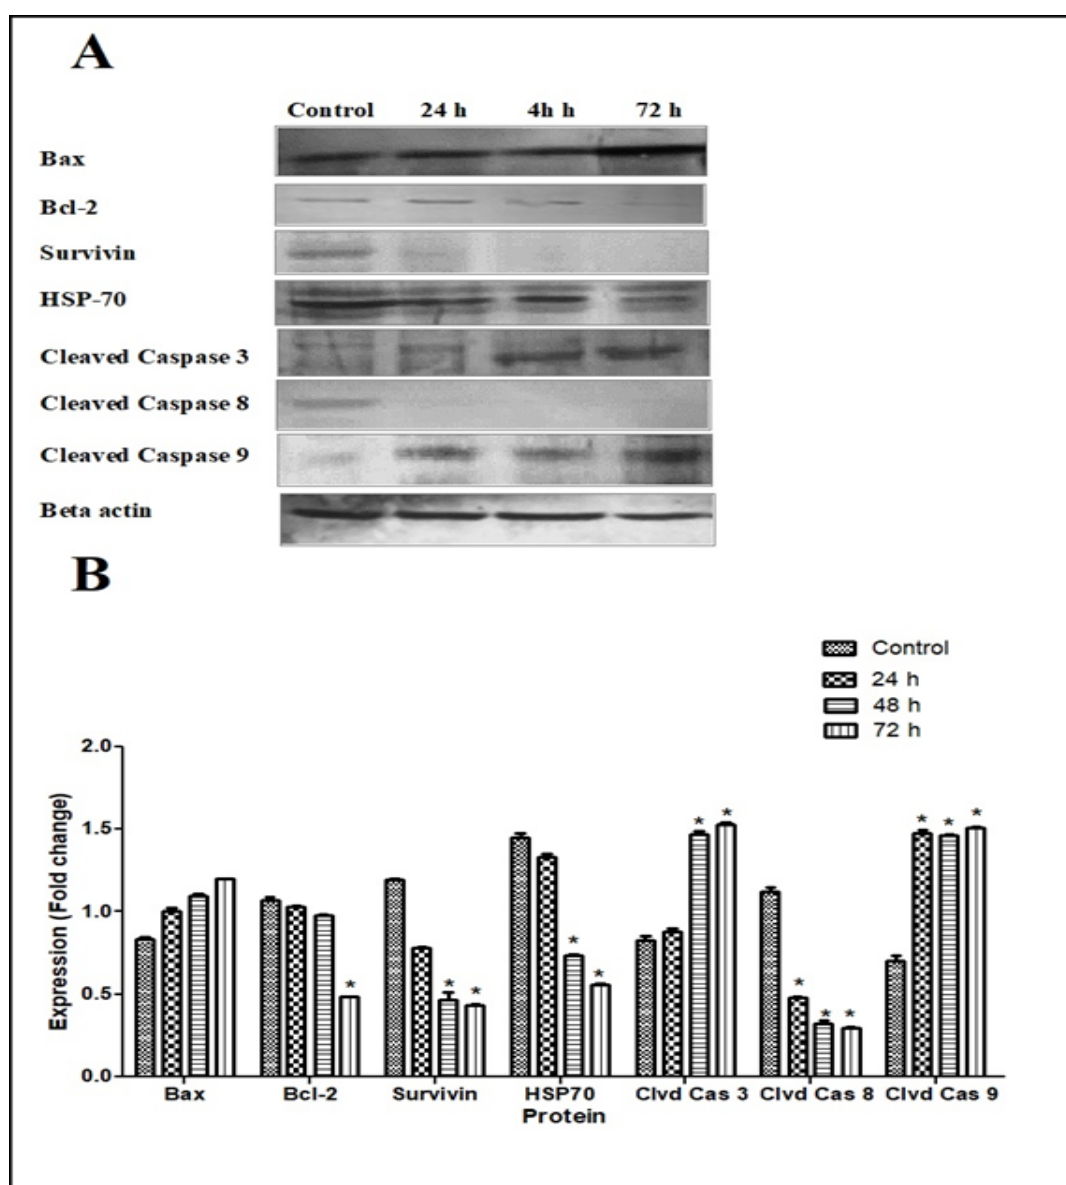 A
Control 24 h 4h h 72 h
Bax
Bcl-2
Survivin
HSP-70
Cleaved Caspase 3
Cleaved Caspase 8
Cleaved Caspase 9
Beta actin
B
Control
24 h
48 h
72 h
Expression (Fold change)
2.0
1.5
1.0
0.5
0.0
* * * * * * * * * * * * *
Bax Bcl-2 Survivin HSP70 Clvd Cas 3 Clvd Cas 8 Clvd Cas 9
Protein